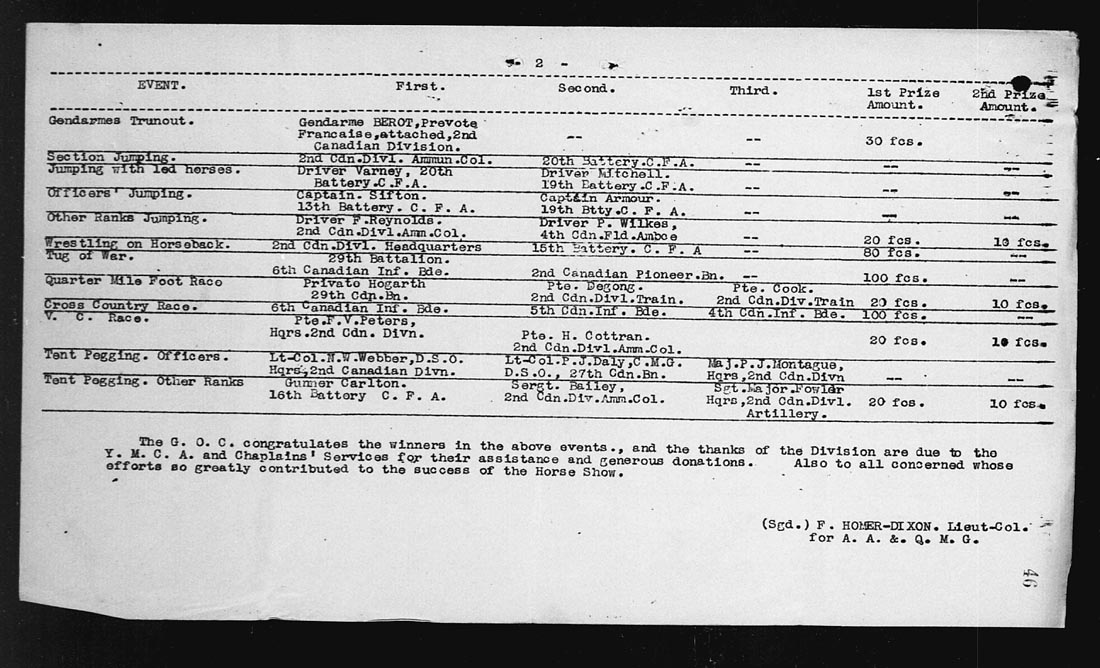 - 2 -
EVENT. First. Second. Third. 1st Prize 2nd Prize
Amount. Amount.
Gendarmes Trunout. Gendarme BEROT,Prevote
Francaise,attached,2nd -- -- 30 fcs.
Canadian Division.
Section Jumping. 2nd Cdn.Divl. Ammun.Col. 20th Battery.C.F.A. -- -- --
Jumping with led horses. Driver Varney, 20th Driver Mitchell.
Battery.C.F.A. 19th Battery.C.F.A. -- -- --
Officers' Jumping. Captain. Sifton. Captain Armour.
13th Battery. C. F. A. 19th Btty.C. F. A. -- -- --
Other Ranks Jumping. Driver F.Reynolds. Driver P. Wilkes,
2nd Cdn.Divl.Amm.Col. 4th Cdn.Fld.Ambce -- 20 fcs. 10 fcs.
Wrestling on Horseback. 2nd Cdn.Divl. Headquarters 15th Battery. C. F. A -- 80 fcs. --
Tug of War. 29th Battalion.
6th Canadian Inf. Bde. 2nd Canadian Pioneer.Bn. -- 100 fcs.
Quarter Mile Foot Race Private Hogarth Pte. Degong. Pte. Cook.
29th Cdn.Bn. 2nd Cdn.Divl.Train. 2nd Cdn.Div.Train 20 fcs. 10 fcs.
Cross Country Race. 6th Canadian Inf. Bde. 5th Cdn.Inf. Bde. 4th Cdn.Inf. Bde. 100 fcs. --
V. C. Race. Pte.F.V.Peters,
Hqrs.2nd Cdn. Divn. Pte. H. Cottran. 20 fcs. 10 fcs.
2nd Cdn.Divl.Amm.Col.
Tent Pegging. Officers. Lt-Col.N.W.Webber,D.S.O. Lt-Col.P.J.Daly,C.M.G. Maj.P.J.Montague,
Hqrs,2nd Canadian Divn. D.S.O., 27th Cdn.Bn. Hqrs,2nd Cdn.Divn -- --
Tent Pegging. Other Ranks Gunner Carlton. Sergt. Bailey, Sgt.Major.Fowler
16th Battery C. F. A. 2nd Cdn.Div.Amm.Col. Hqrs,2nd Cdn.Divl. 20 fcs. 10 fcs.
Artillery.
The G. O. C. congratulates the winners in the above events., and the thanks of the Division are due to the
Y. M. C. A. and Chaplains' Services for their assistance and generous donations. Also to all concerned whose
efforts so greatly contributed to the success of the Horse Show.
(Sgd.) F. HOMER-DIXON. Lieut-Col.
for A. A. &. Q. M. G.
46